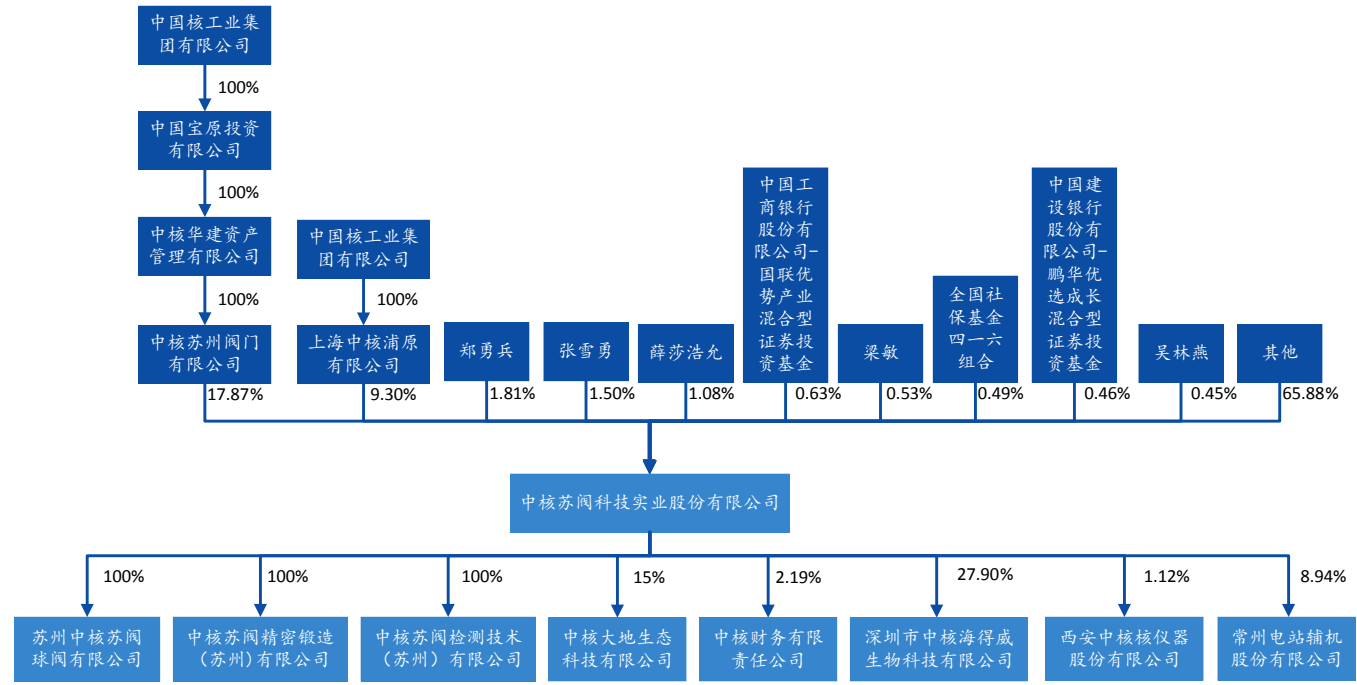 中国核工业集
团有限公司
100%
中国宝原投资
有限公司
100%
中核华建资产
管理有限公司
100%
中核苏州阀门
有限公司
17.87%
中国核工业集
团有限公司
100%
上海中核浦原
有限公司
9.30%
郑勇兵
1.81%
张雪勇
1.50%
薛莎浩允
1.08%
中国工
商银行
股份有
限公司-
国联优
势产业
混合型
证券投
资基金
0.63%
梁敏
0.53%
全国社
保基金
四一六
组合
0.49%
中国建
设银行
股份有
限公司-
鹏华优
选成长
混合型
证券投
资基金
0.46%
吴林燕
0.45%
其他
65.88%
中核苏阀科技实业股份有限公司
100%
苏州中核苏阀
球阀有限公司
100%
中核苏阀精密锻造
（苏州)有限公司
100%
中核苏阀检测技术
（苏州）有限公司
15%
中核大地生态
科技有限公司
2.19%
中核财务有限
责任公司
27.90%
深圳市中核海得威
生物科技有限公司
1.12%
西安中核核仪器
股份有限公司
8.94%
常州电站辅机
股份有限公司